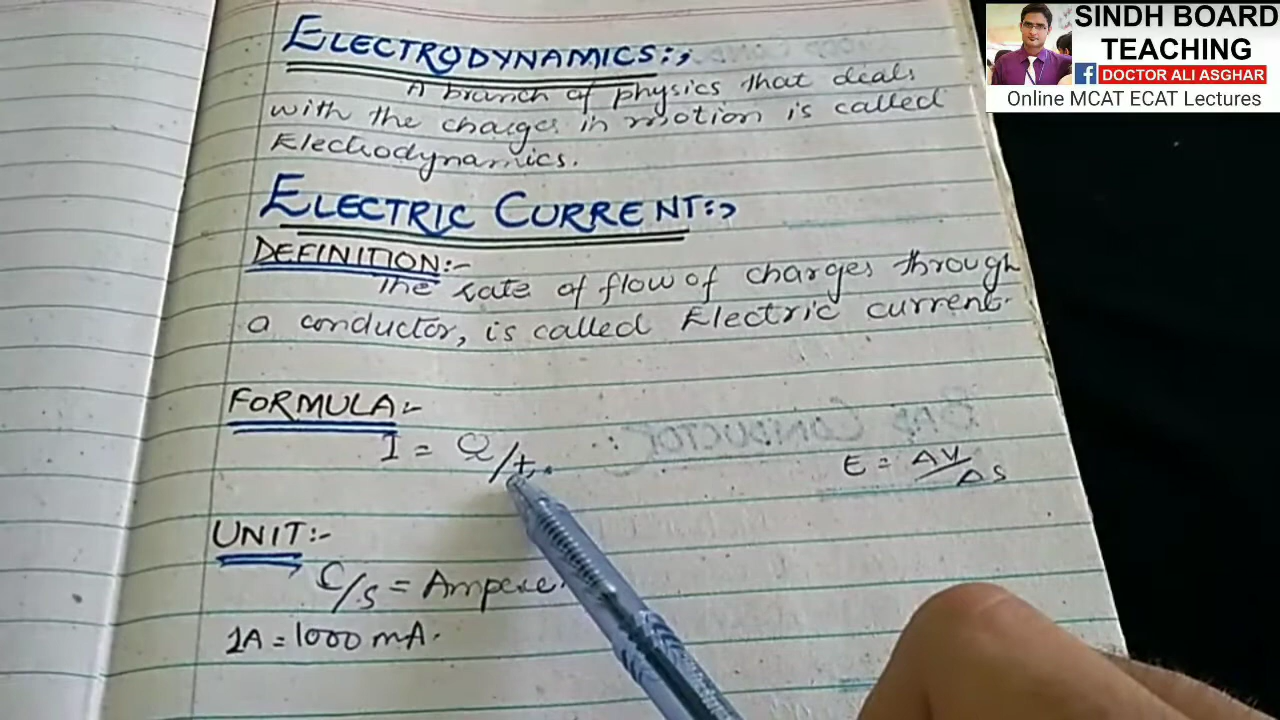 SINDH BOARD
TEACHING
f DOCTOR ALI ASGHAR
Online MCAT ECAT Lectures
ELECTRODYNAMICS:,
A branch of physics that deals
with the charges in motion is called
Electrodynamics.
ELECTRIC CURRENT:,
DEFINITION:-
The rate of flow of charges through
a conductor, is called Electric current.
FORMULA:-
I = Q/t.
E = ΔV/ΔS
UNIT:-
C/S = Ampere
1A = 1000 mA.